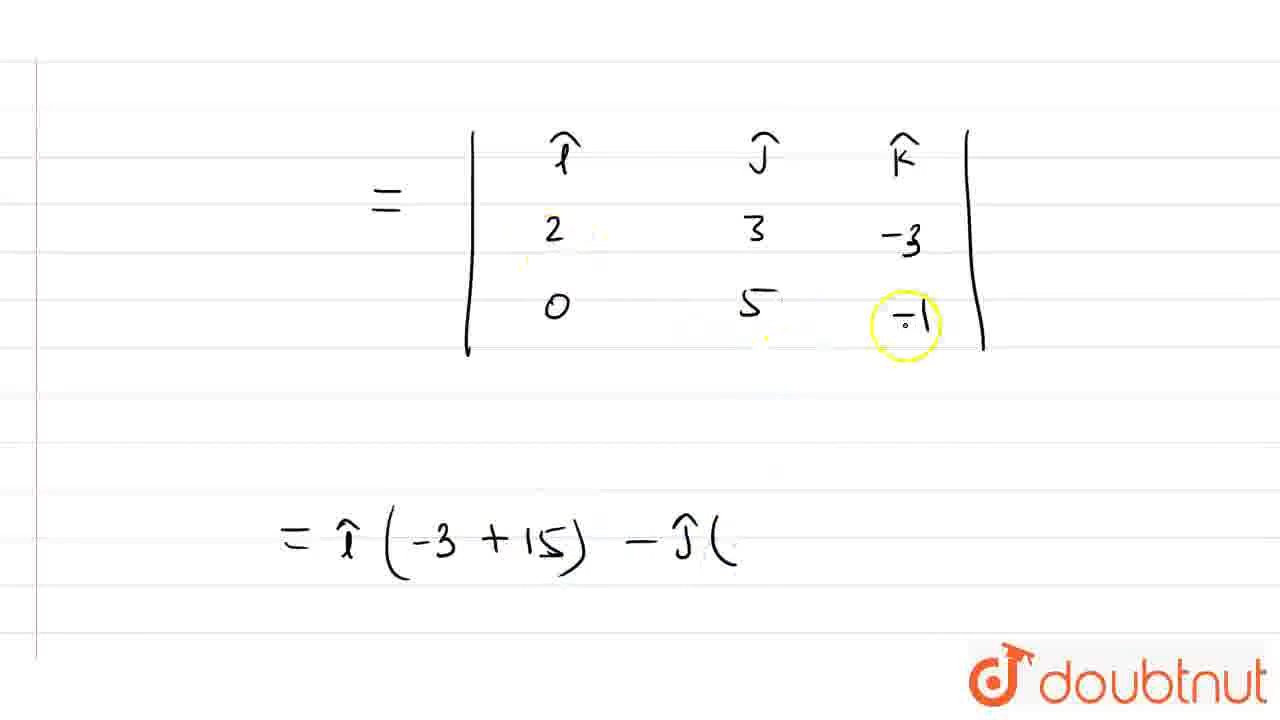 = | î ĵ k̂ |
| 2 3 -3 |
| 0 5 -1 |
= î (-3 + 15) - ĵ (
doubtnut